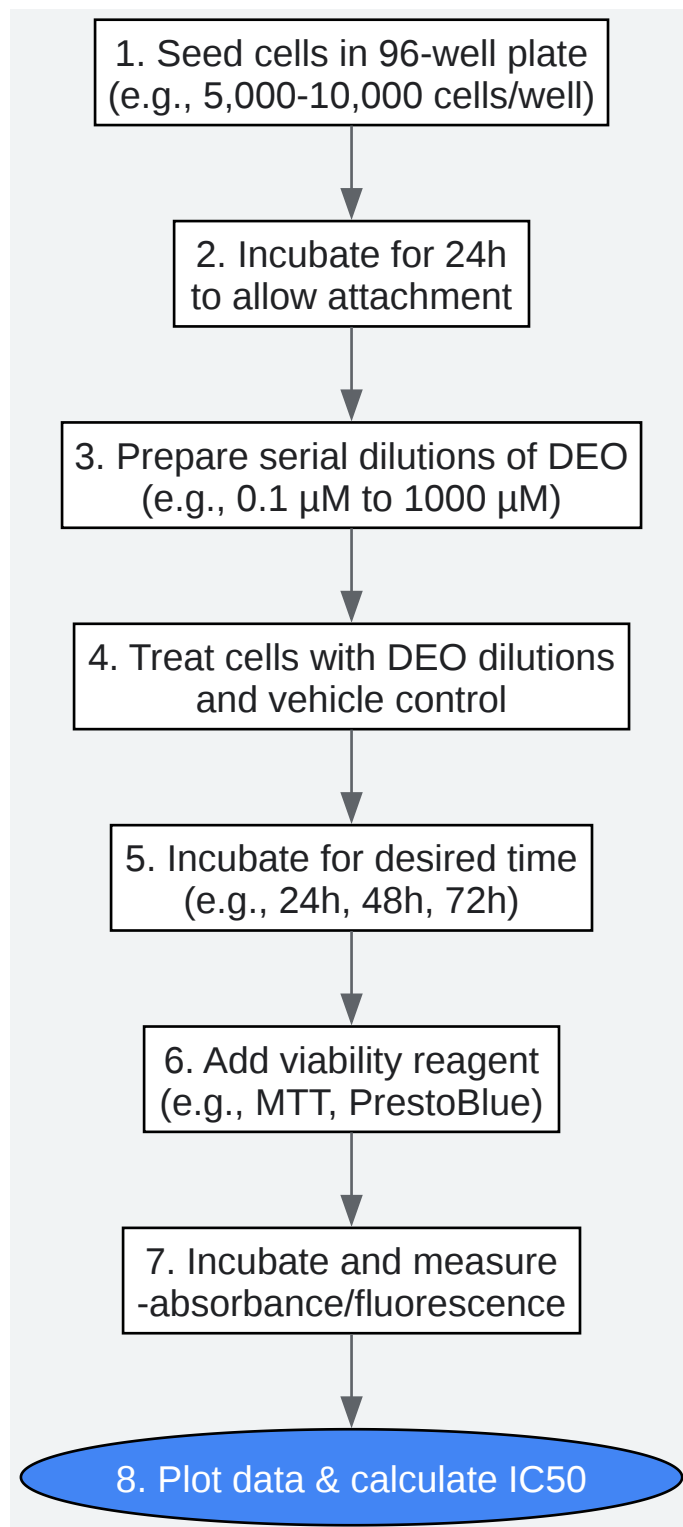 1. Seed cells in 96-well plate
(e.g., 5,000-10,000 cells/well)
2. Incubate for 24h
to allow attachment
3. Prepare serial dilutions of DEO
(e.g., 0.1 µM to 1000 µM)
4. Treat cells with DEO dilutions
and vehicle control
5. Incubate for desired time
(e.g., 24h, 48h, 72h)
6. Add viability reagent
(e.g., MTT, PrestoBlue)
7. Incubate and measure
-absorbance/fluorescence
8. Plot data & calculate IC50